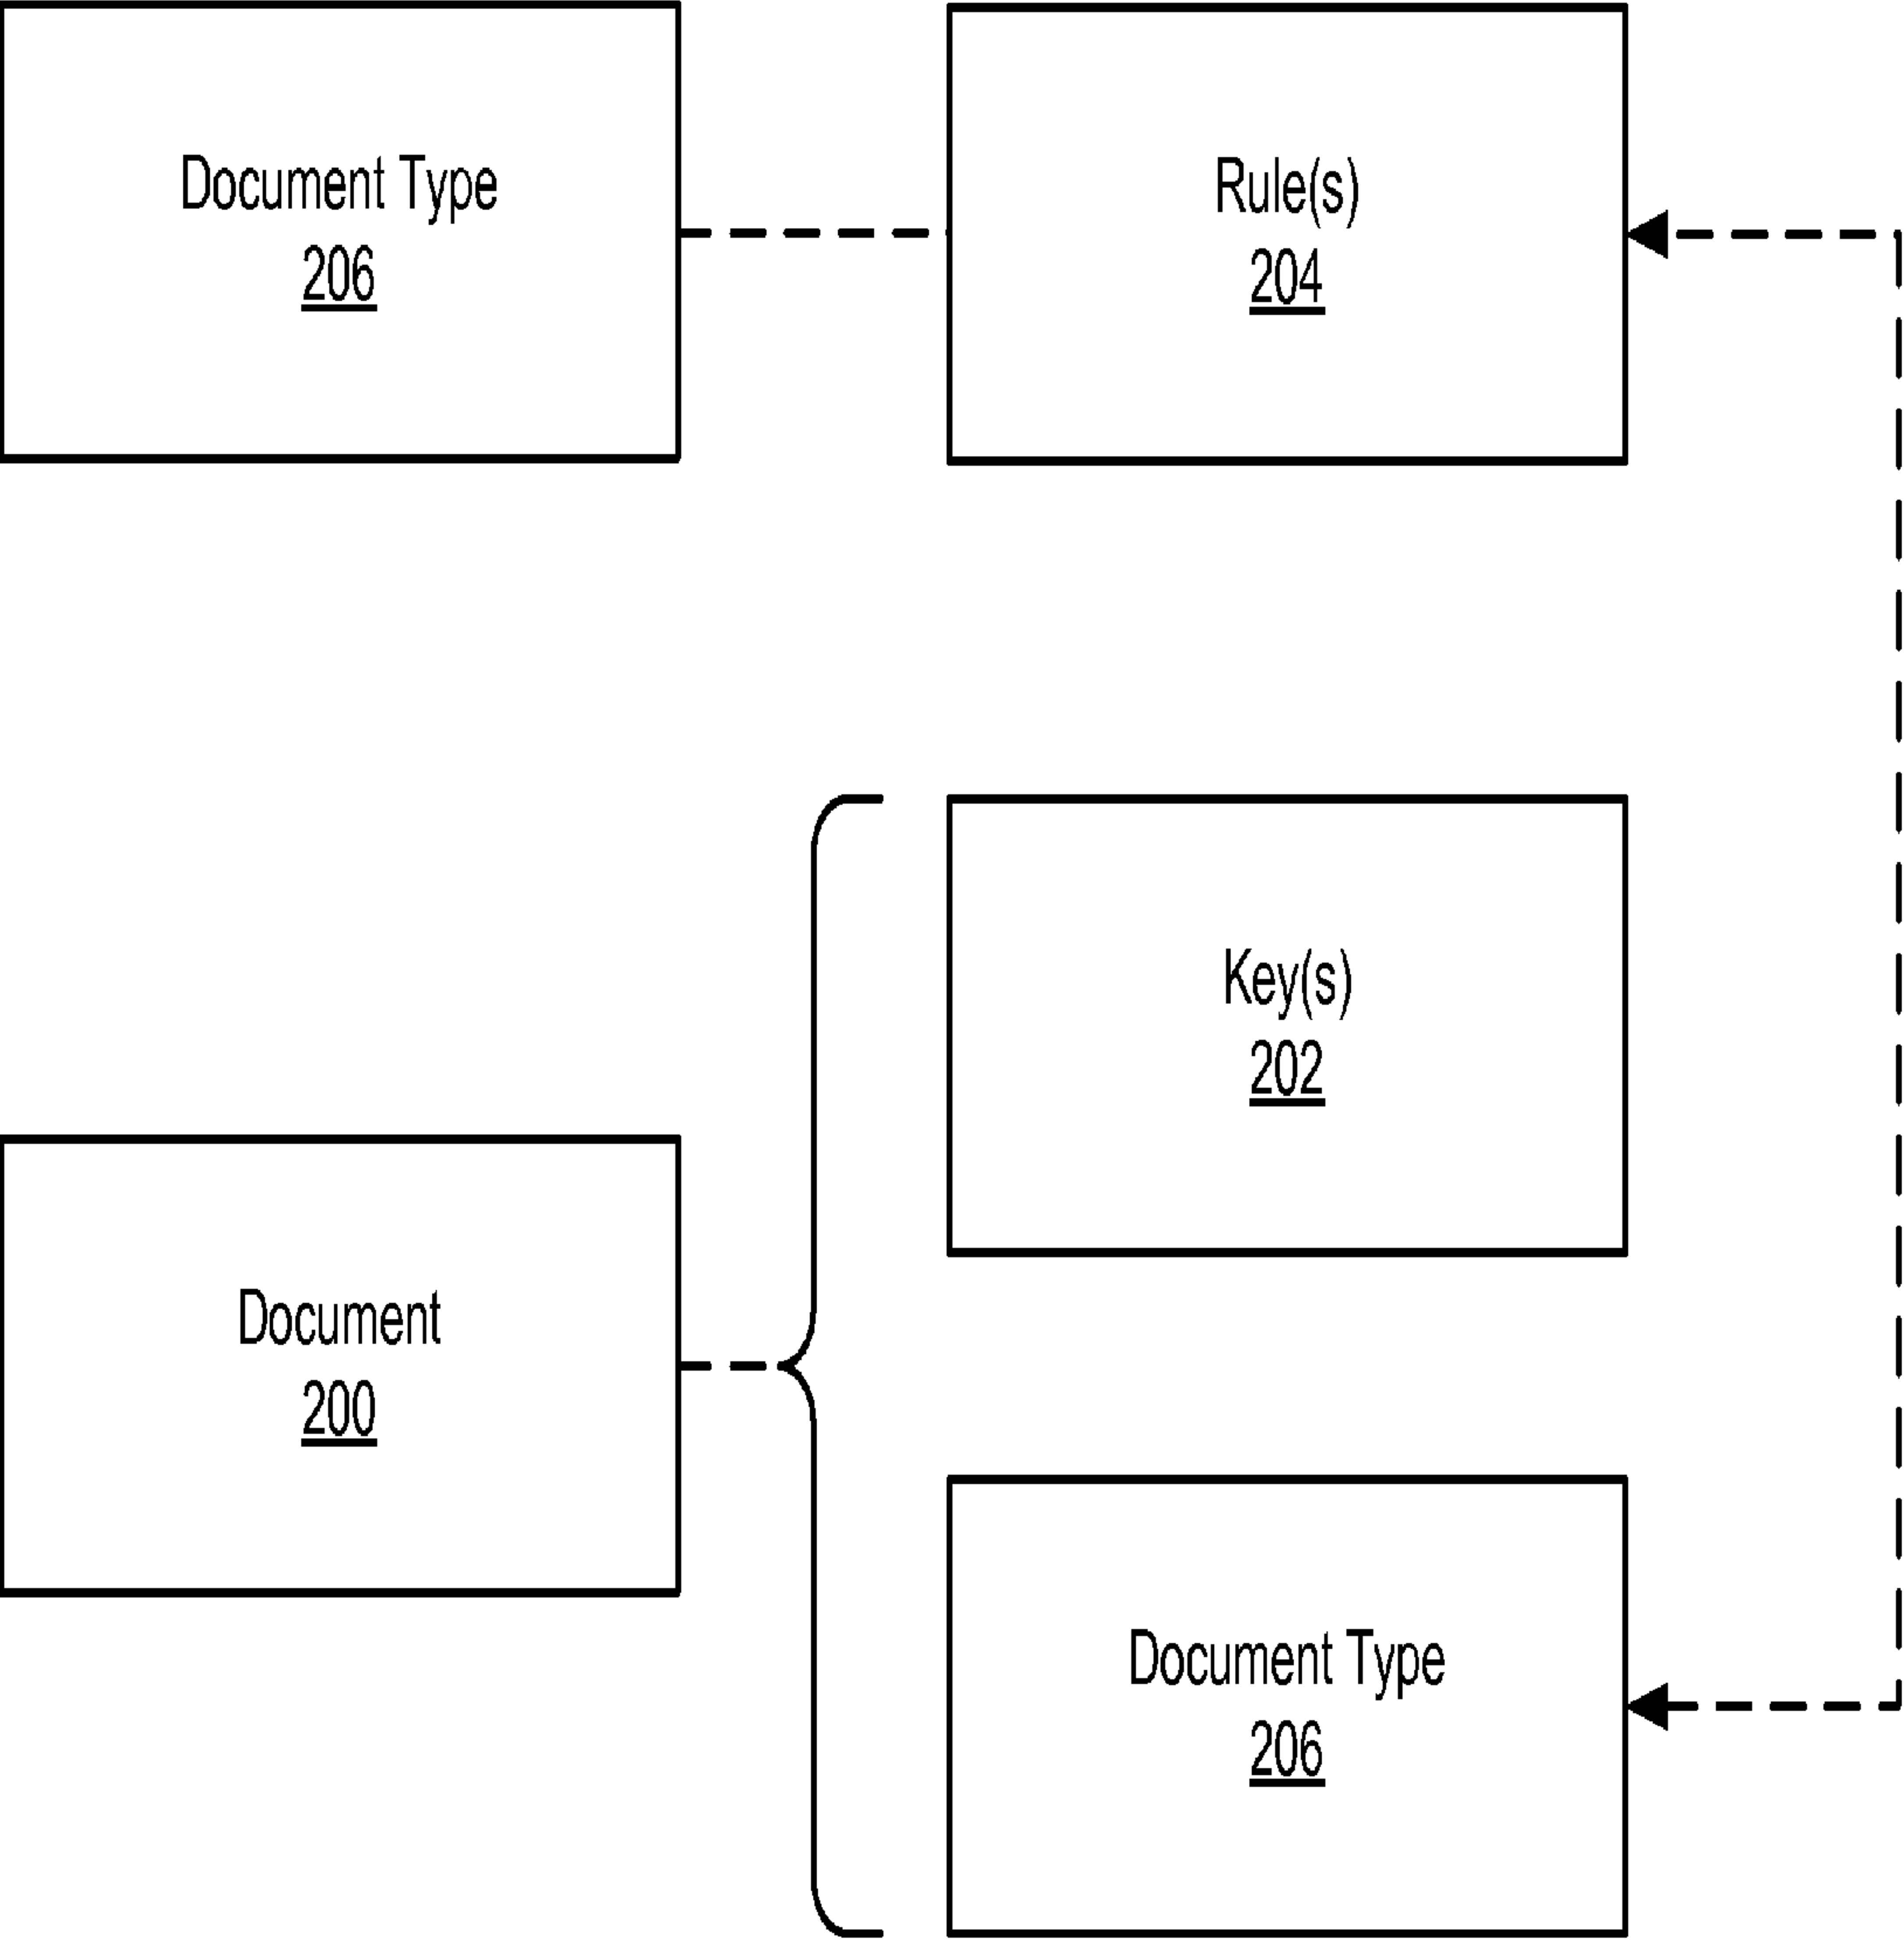 Document Type
206
Rule(s)
204
Key(s)
202
Document
200
Document Type
206